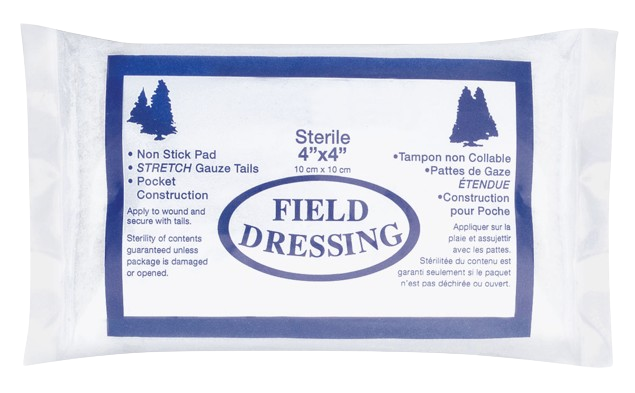 Sterile
4"x4"
10 cm x 10 cm
• Non Stick Pad
• STRETCH Gauze Tails
• Pocket
Construction
Apply to wound and
secure with tails.
Sterility of contents
guaranteed unless
package is damaged
or opened.
FIELD
DRESSING
•Tampon non Collable
•Pattes de Gaze
ÉTENDUE
•Construction
pour Poche
Appliquer sur la
plaie et assujettir
avec les pattes.
Stérilitée du contenu est
garanti seulement si le paquet
n'est pas déchirée ou ouvert.